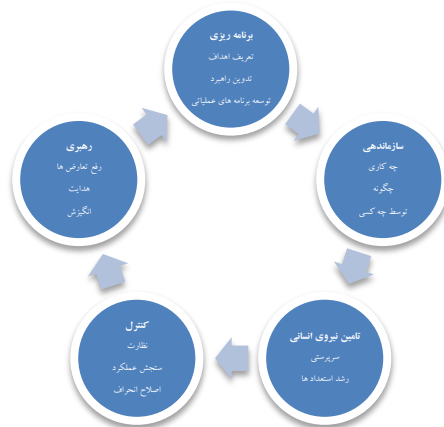 برنامه ریزی
تعریف اهداف
تدوین راهبرد
توسعه برنامه های عملیاتی
سازماندهی
چه کاری
چگونه
توسط چه کسی
تامین نیروی انسانی
سرپرستی
رشد استعداد ها
کنترل
نظارت
سنجش عملکرد
اصلاح انحراف
رهبری
رفع تعارض ها
هدایت
انگیزش